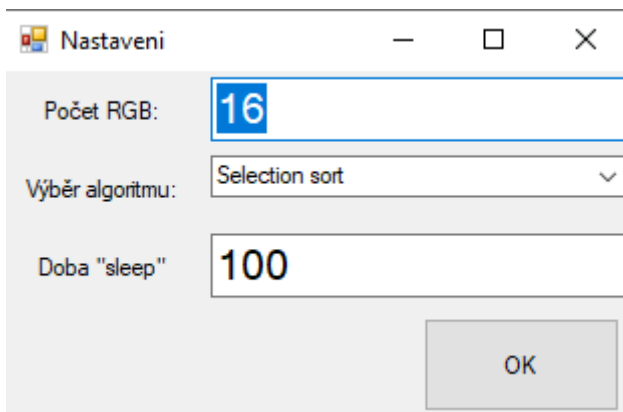 Nastaveni
Počet RGB: 16
Výběr algoritmu: Selection sort
Doba "sleep" 100
OK